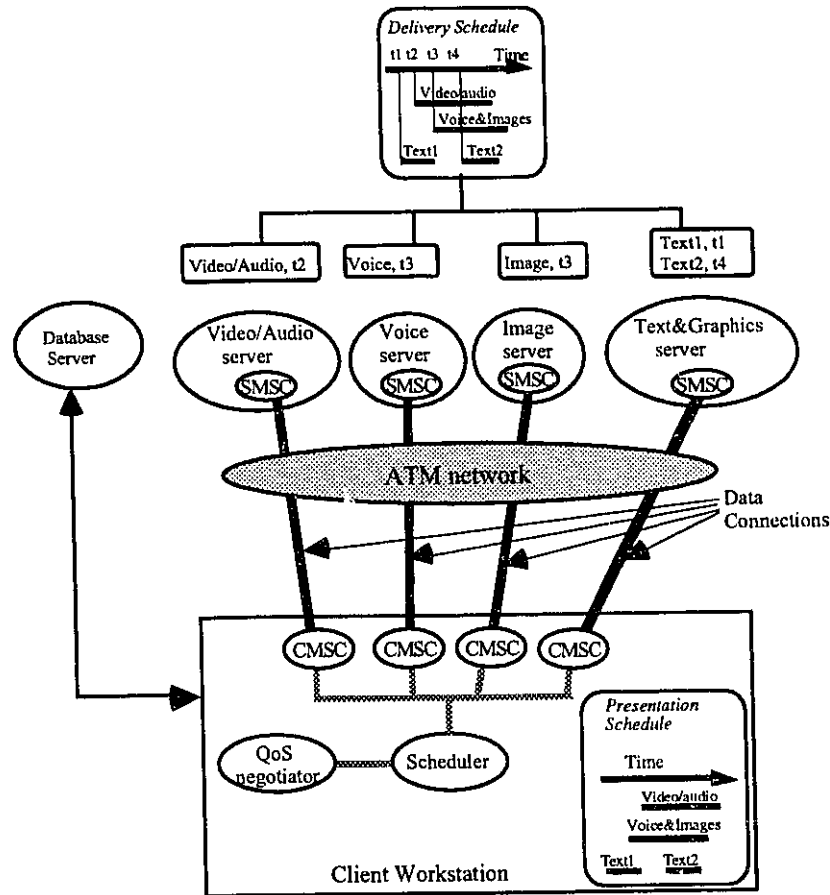 Delivery Schedule
t1 t2 t3 t4
Time
Video/audio
Voice&Images
Text1 Text2
Video/Audio, t2
Voice, t3
Image, t3
Text1, t1
Text2, t4
Database
Server
Video/Audio
server
Voice
server
Image
server
Text&Graphics
server
SMSC
SMSC
SMSC
SMSC
ATM network
Data
Connections
CMSC
CMSC
CMSC
CMSC
QoS
negotiator
Scheduler
Presentation
Schedule
Time
Video/audio
Voice&Images
Text1 Text2
Client Workstation